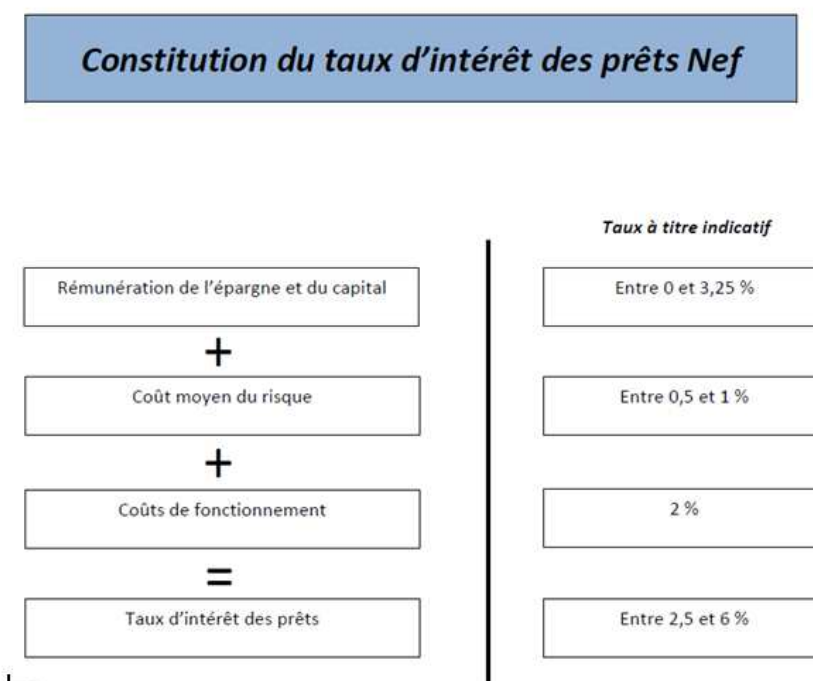 Constitution du taux d’intérêt des prêts Nef
Taux à titre indicatif
Rémunération de l’épargne et du capital
Entre 0 et 3,25 %
+
Coût moyen du risque
Entre 0,5 et 1 %
+
Coûts de fonctionnement
2 %
=
Taux d’intérêt des prêts
Entre 2,5 et 6 %